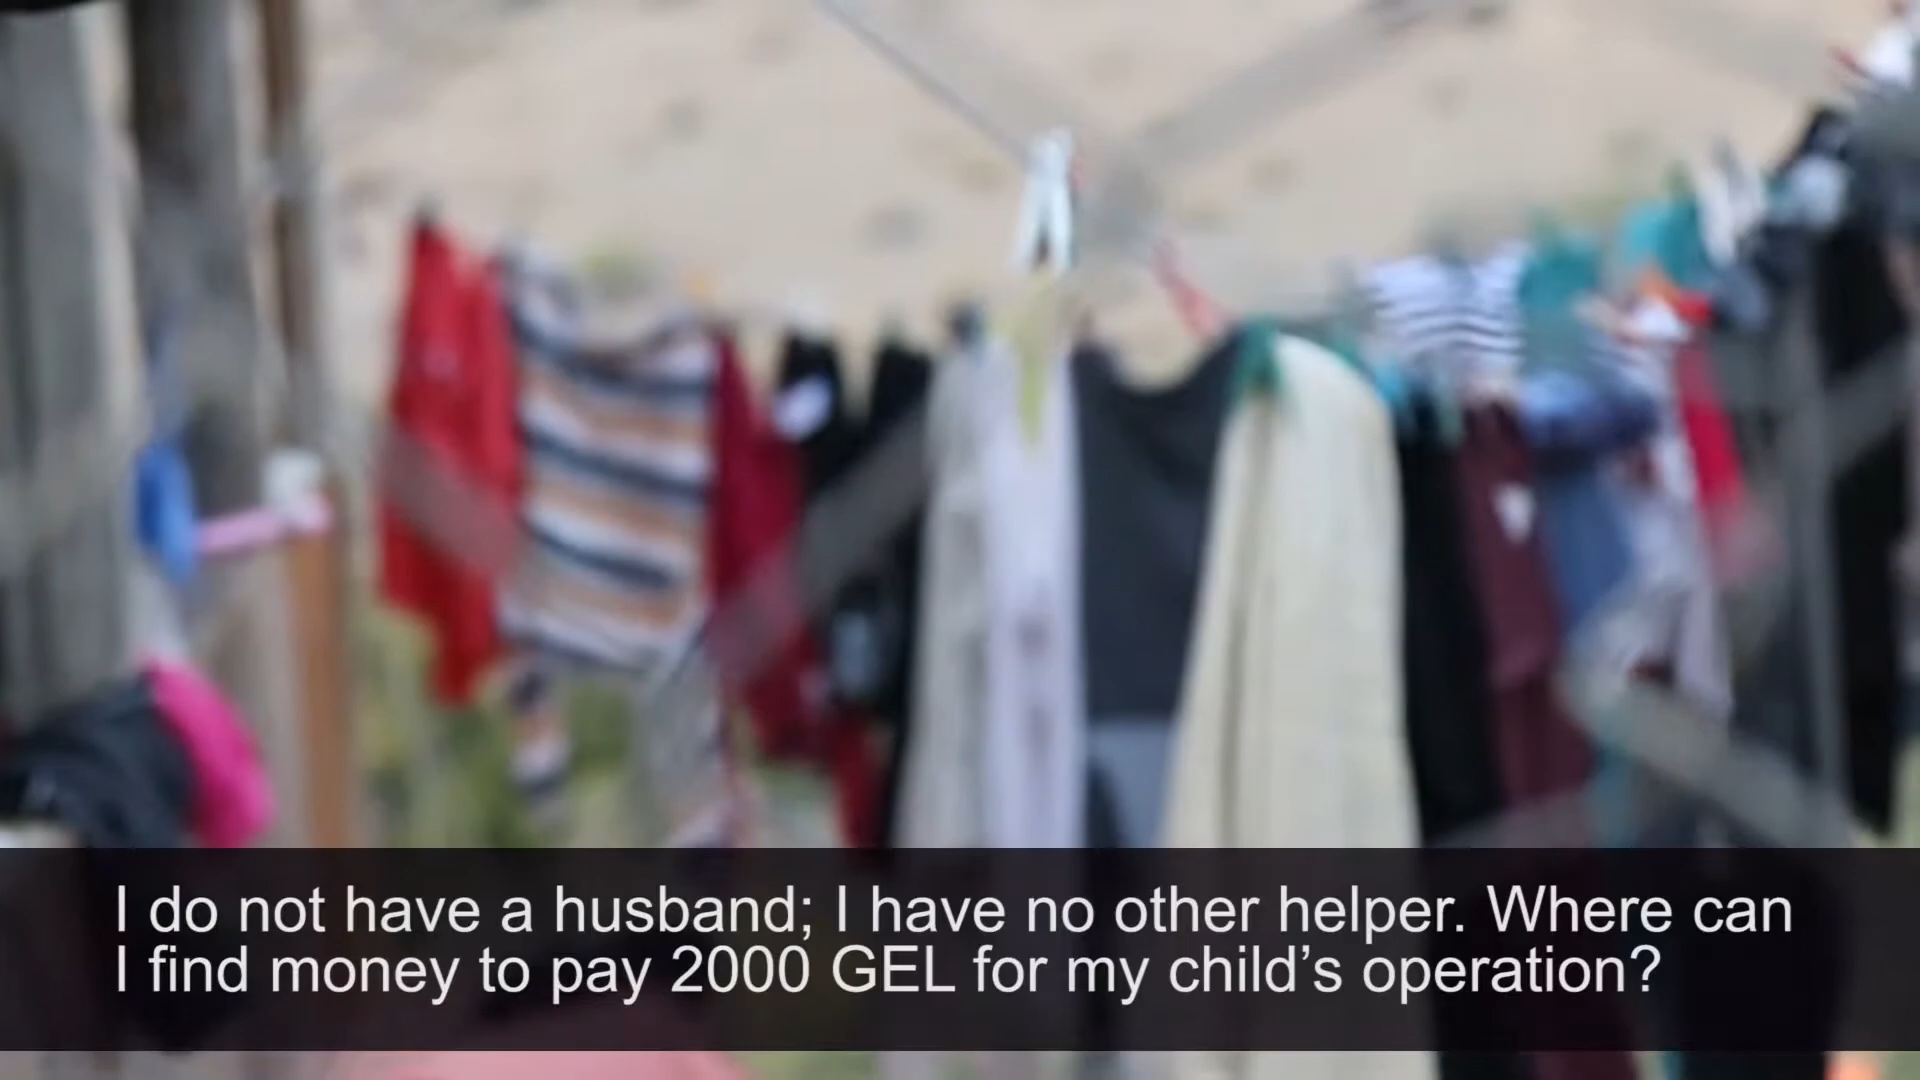 I do not have a husband; I have no other helper. Where can
I find money to pay 2000 GEL for my child’s operation?